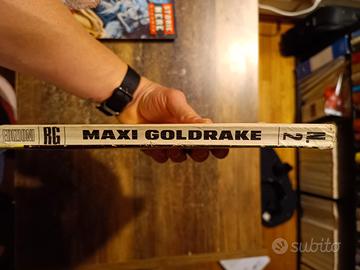 EDIZIONI
RG
MAXI GOLDRAKE
N. 2
subito